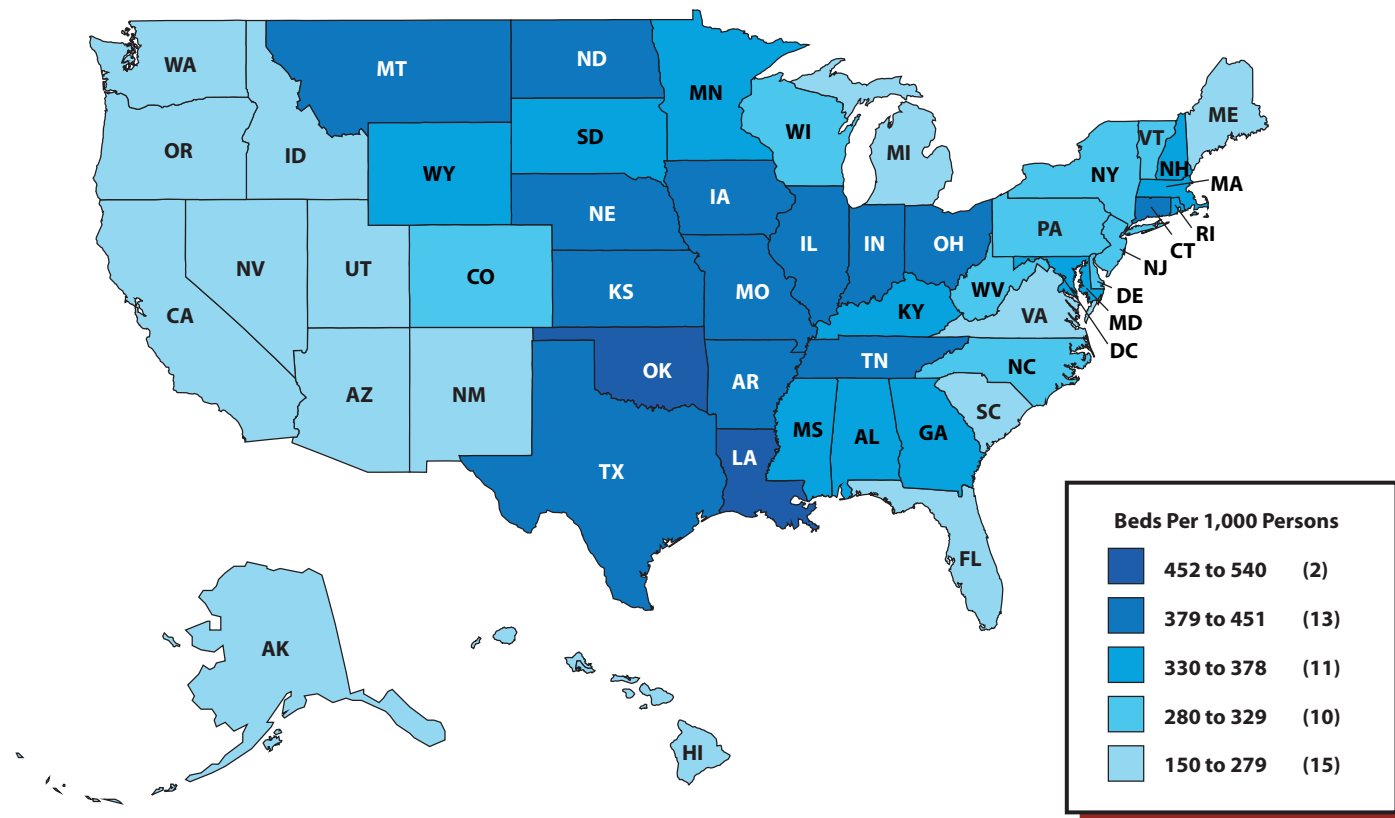 WA
MT
ND
MN
OR
ID
WY
SD
WI
MI
VT
ME
NH
NY
MA
RI
CT
NJ
PA
DE
MD
DC
NE
IA
IL
IN
OH
NV
UT
CO
KS
MO
KY
WV
VA
CA
AZ
NM
OK
AR
TN
NC
SC
MS
AL
GA
LA
TX
FL
AK
HI
Beds Per 1,000 Persons
452 to 540 (2)
379 to 451 (13)
330 to 378 (11)
280 to 329 (10)
150 to 279 (15)